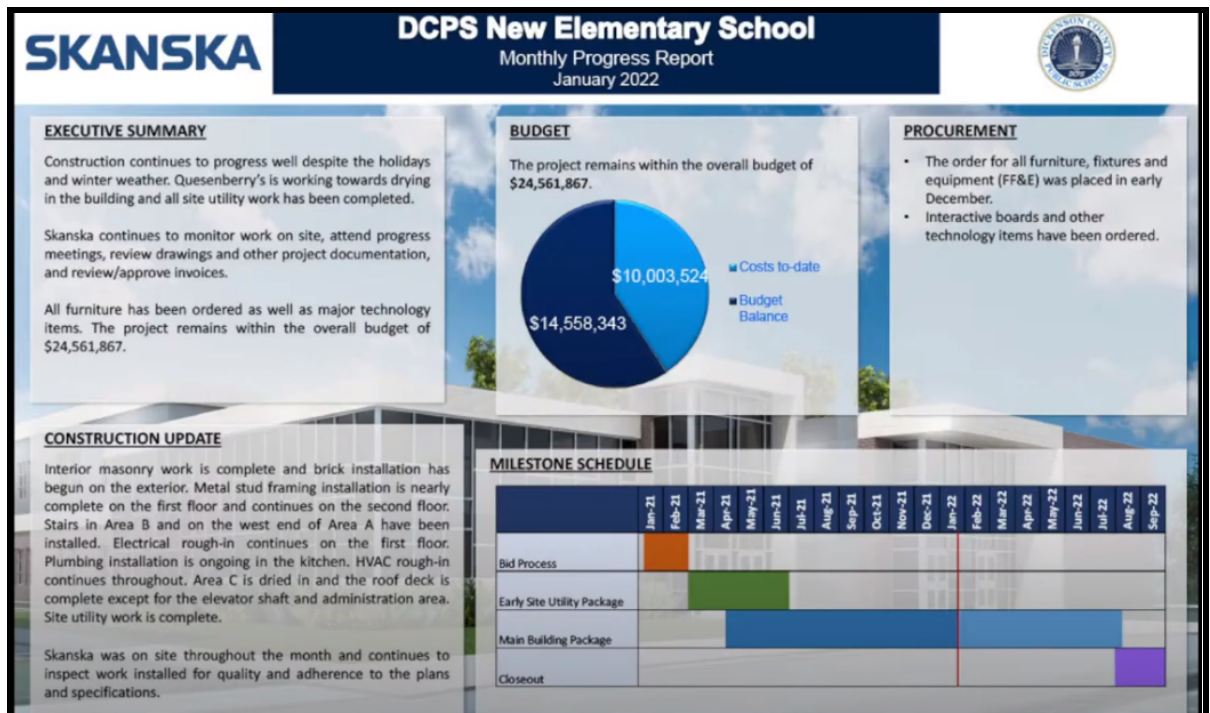 SKANSKA
DCPS New Elementary School
Monthly Progress Report
January 2022
DICKENSON COUNTY
PUBLIC SCHOOLS
DCPS
EXECUTIVE SUMMARY
Construction continues to progress well despite the holidays
and winter weather. Quesenberry's is working towards drying
in the building and all site utility work has been completed.
Skanska continues to monitor work on site, attend progress
meetings, review drawings and other project documentation,
and review/approve invoices.
All furniture has been ordered as well as major technology
items. The project remains within the overall budget of
$24,561,867.
BUDGET
The project remains within the overall budget of
$24,561,867.
$10,003,524
$14,558,343
Costs to-date
Budget
Balance
PROCUREMENT
• The order for all furniture, fixtures and
equipment (FF&E) was placed in early
December.
• Interactive boards and other
technology items have been ordered.
CONSTRUCTION UPDATE
Interior masonry work is complete and brick installation has
begun on the exterior. Metal stud framing installation is nearly
complete on the first floor and continues on the second floor.
Stairs in Area B and on the west end of Area A have been
installed. Electrical rough-in continues on the first floor.
Plumbing installation is ongoing in the kitchen. HVAC rough-in
continues throughout. Area C is dried in and the roof deck is
complete except for the elevator shaft and administration area.
Site utility work is complete.
Skanska was on site throughout the month and continues to
inspect work installed for quality and adherence to the plans
and specifications.
MILESTONE SCHEDULE
Jan-21 Feb-21 Mar-21 Apr-21 May-21 Jun-21 Jul-21 Aug-21 Sep-21 Oct-21 Nov-21 Dec-21 Jan-22 Feb-22 Mar-22 Apr-22 May-22 Jun-22 Jul-22 Aug-22 Sep-22
Bid Process
Early Site Utility Package
Main Building Package
Closeout